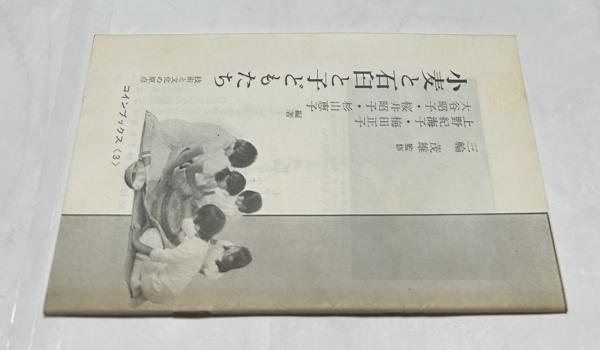 三輪 茂雄 監修
上野紀海子・梅田正子
大谷昭子・桜井昭子・杉山恵子 編著
小麦と石臼と子どもたち
技術と文化の原点
コインブックス〈3〉